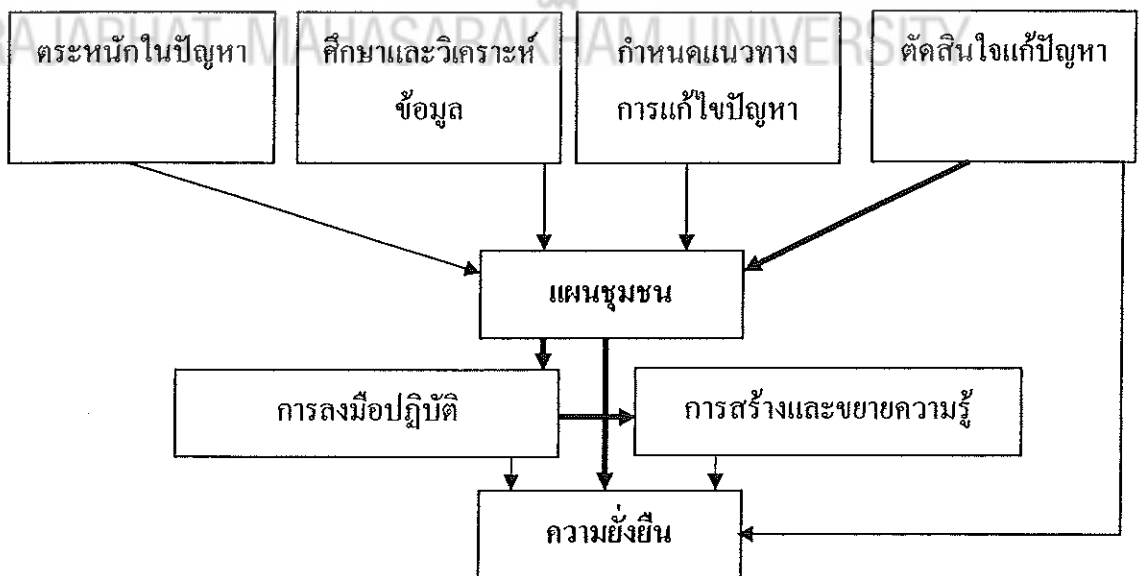 RAJABHAT MAHASARAKHAM UNIVERSITY
ตระหนักในปัญหา
ศึกษาและวิเคราะห์
ข้อมูล
กำหนดแนวทาง
การแก้ไขปัญหา
ตัดสินใจแก้ปัญหา
แผนชุมชน
การลงมือปฏิบัติ
การสร้างและขยายความรู้
ความยั่งยืน